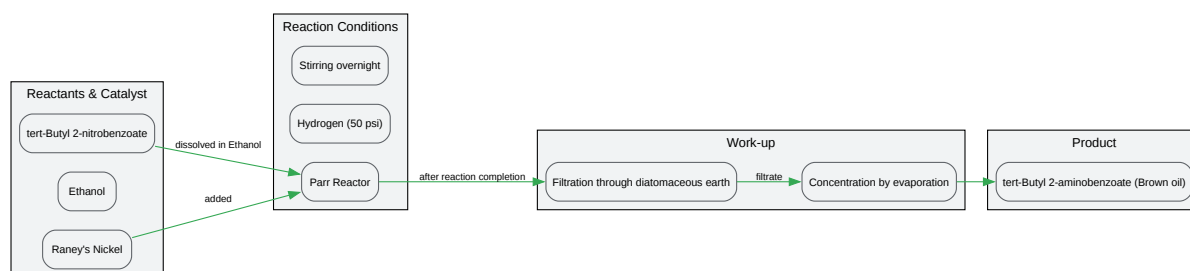 Reactants & Catalyst
tert-Butyl 2-nitrobenzoate
Ethanol
Raney's Nickel
dissolved in Ethanol
added
Reaction Conditions
Stirring overnight
Hydrogen (50 psi)
Parr Reactor
after reaction completion
Work-up
Filtration through diatomaceous earth
filtrate
Concentration by evaporation
Product
tert-Butyl 2-aminobenzoate (Brown oil)